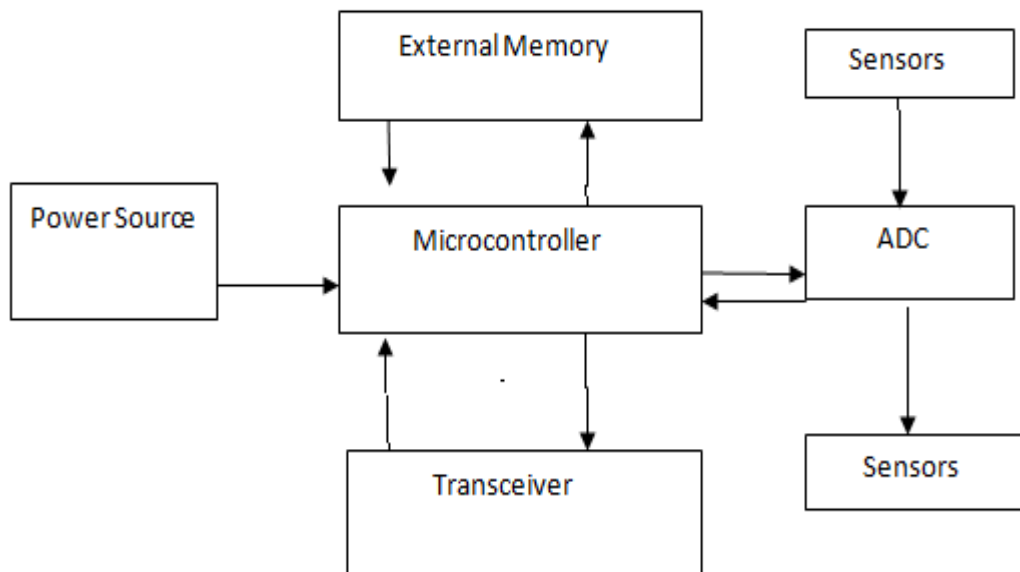 External Memory
Sensors
Power Source
Microcontroller
ADC
Transceiver
Sensors